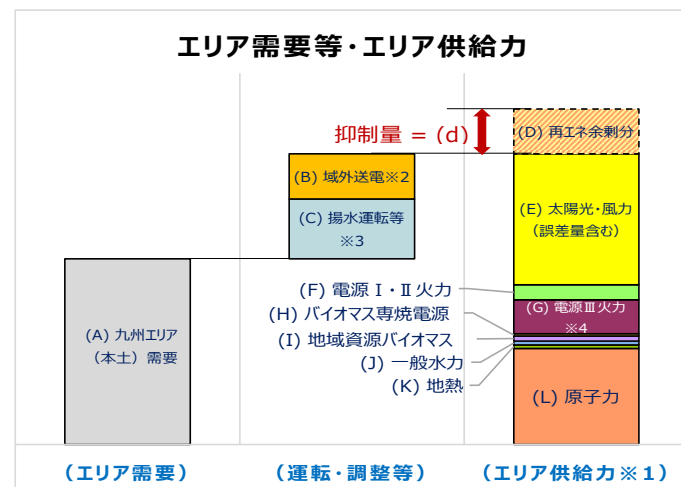 エリア需要等・エリア供給力
抑制量 = (d)
(D) 再エネ余剰分
(B) 域外送電※2
(C) 揚水運転等
※3
(E) 太陽光・風力
(誤差量含む)
(A) 九州エリア
(本土) 需要
(F) 電源Ⅰ・Ⅱ火力
(G) 電源Ⅲ火力
※4
(H) バイオマス専焼電源
(I) 地域資源バイオマス
(J) 一般水力
(K) 地熱
(L) 原子力
(エリア需要)
(運転・調整等)
(エリア供給力※1)